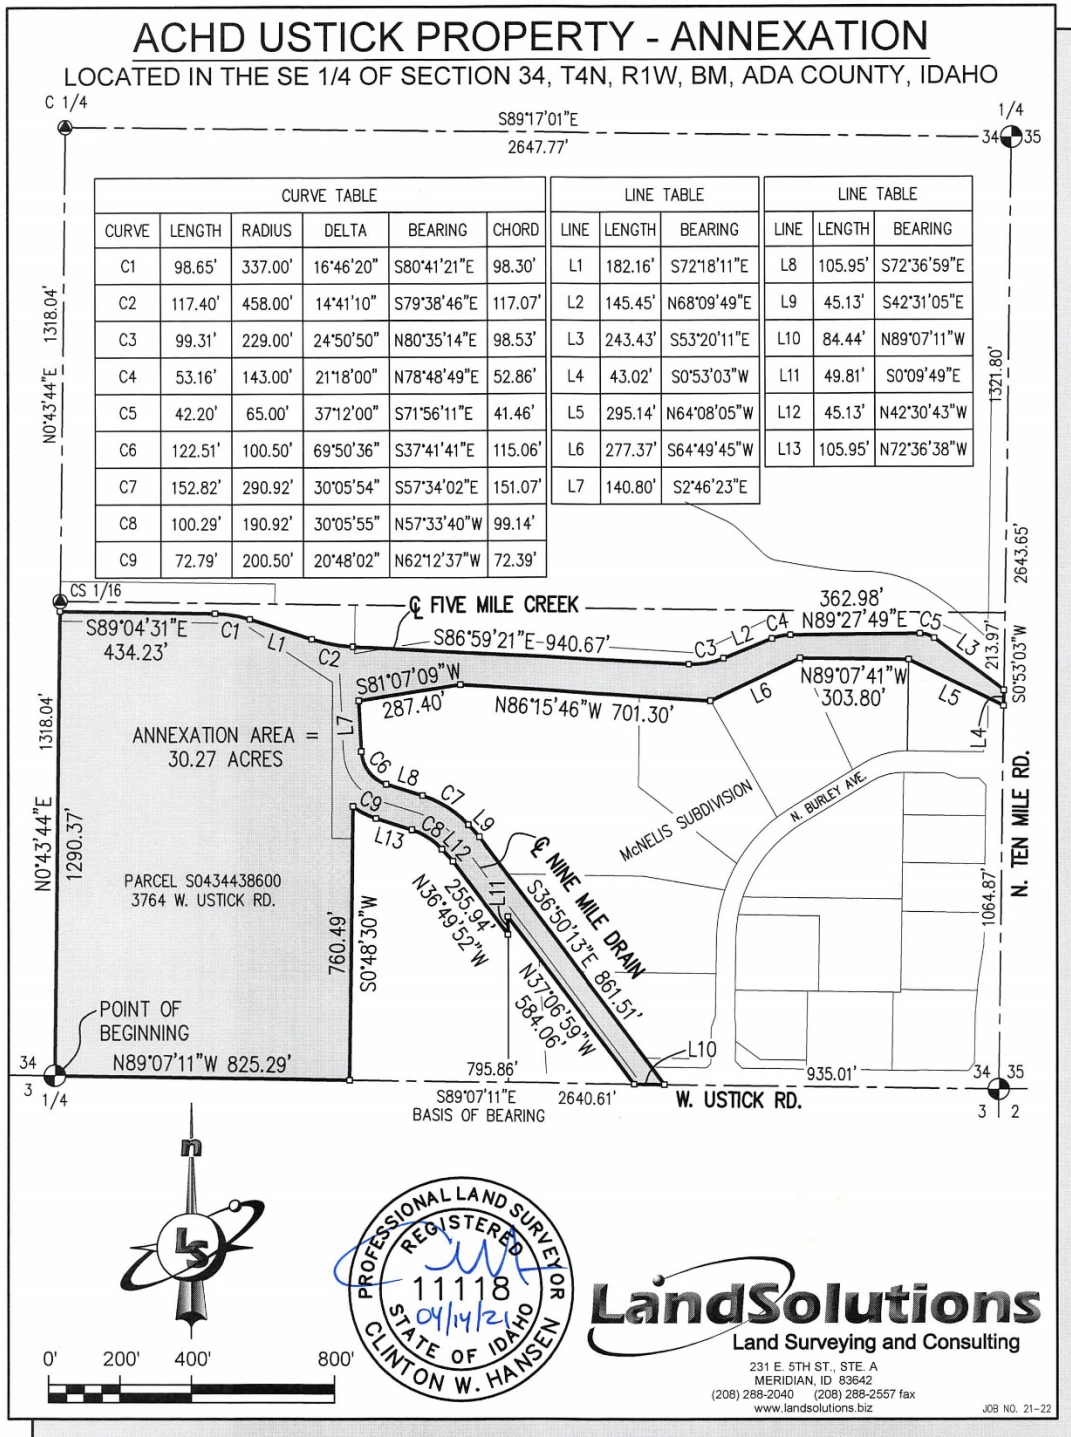 ACHD USTICK PROPERTY - ANNEXATION
LOCATED IN THE SE 1/4 OF SECTION 34, T4N, R1W, BM, ADA COUNTY, IDAHO
C 1/4
1/4
S89°17'01"E
34 35
2647.77'
CURVE TABLE
CURVE LENGTH RADIUS DELTA BEARING CHORD
C1 98.65' 337.00' 16°46'20" S80°41'21"E 98.30'
C2 117.40' 458.00' 14°41'10" S79°38'46"E 117.07'
C3 99.31' 229.00' 24°50'50" N80°35'14"E 98.53'
C4 53.16' 143.00' 21°18'00" N78°48'49"E 52.86'
C5 42.20' 65.00' 37°12'00" S71°56'11"E 41.46'
C6 122.51' 100.50' 69°50'36" S37°41'41"E 115.06'
C7 152.82' 290.92' 30°05'54" S57°34'02"E 151.07'
C8 100.29' 190.92' 30°05'55" N57°33'40"W 99.14'
C9 72.79' 200.50' 20°48'02" N62°12'37"W 72.39'
LINE TABLE
LINE LENGTH BEARING
L1 182.16' S72°18'11"E
L2 145.45' N68°09'49"E
L3 243.43' S53°20'11"E
L4 43.02' S0°53'03"W
L5 295.14' N64°08'05"W
L6 277.37' S64°49'45"W
L7 140.80' S2°46'23"E
LINE TABLE
LINE LENGTH BEARING
L8 105.95' S72°36'59"E
L9 45.13' S42°31'05"E
L10 84.44' N89°07'11"W
L11 49.81' S0°09'49"E
L12 45.13' N42°30'43"W
L13 105.95' N72°36'38"W
N0°43'44"E 1318.04'
1321.80'
2643.65'
CS 1/16
℄ FIVE MILE CREEK
362.98'
S89°04'31"E
434.23'
C1
L1
C2
S86°59'21"E-940.67'
C3
L2
C4
N89°27'49"E
C5
L3
213.97'
S0°53'03"W
S81°07'09"W
287.40'
N86°15'46"W 701.30'
L6
N89°07'41"W
303.80'
L5
L4
L7
1318.04'
ANNEXATION AREA =
30.27 ACRES
C6
L8
C7
L9
C9
L13
C8
L12
N. BURLEY AVE.
McNELIS SUBDIVISION
N. TEN MILE RD.
N0°43'44"E
1290.37'
PARCEL S0434438600
3764 W. USTICK RD.
760.49'
S0°48'30"W
255.94'
N36°49'52"W
L11
℄ NINE MILE DRAIN
S36°50'13"E 861.51'
N37°06'59"W
584.06'
1064.87'
POINT OF
BEGINNING
N89°07'11"W 825.29'
L10
34
3 1/4
795.86'
935.01'
34 35
3 2
S89°07'11"E 2640.61'
BASIS OF BEARING
W. USTICK RD.
n
LS
PROFESSIONAL LAND SURVEYOR
REGISTERED
11118
04/14/21
STATE OF IDAHO
CLINTON W. HANSEN
LandSolutions
Land Surveying and Consulting
231 E. 5TH ST., STE. A
MERIDIAN, ID 83642
(208) 288-2040 (208) 288-2557 fax
www.landsolutions.biz
0' 200' 400' 800'
JOB NO. 21-22